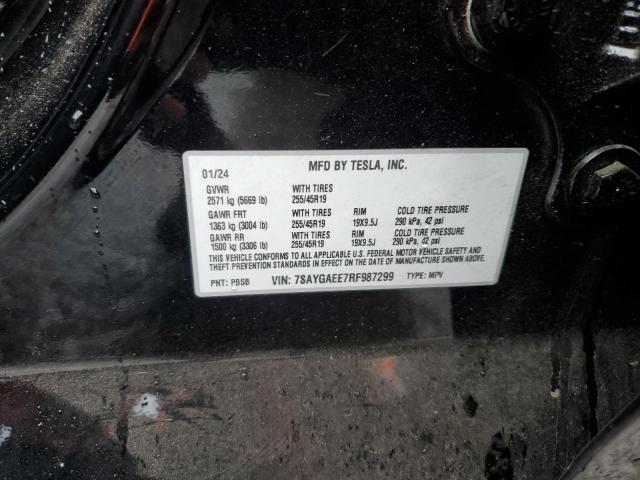 01/24 MFD BY TESLA, INC.
GVWR WITH TIRES
2571 kg (5669 lb) 255/45R19
GAWR FRT WITH TIRES RIM COLD TIRE PRESSURE
1363 kg (3004 lb) 255/45R19 19X9.5J 290 kPa, 42 psi
GAWR RR WITH TIRES RIM COLD TIRE PRESSURE
1500 kg (3306 lb) 255/45R19 19X9.5J 290 kPa, 42 psi
THIS VEHICLE CONFORMS TO ALL APPLICABLE U.S. FEDERAL MOTOR VEHICLE SAFETY AND
THEFT PREVENTION STANDARDS IN EFFECT ON THE DATE OF MANUFACTURE SHOWN ABOVE.
PNT: PBSB VIN: 7SAYGAEE7RF987299 TYPE: MPV